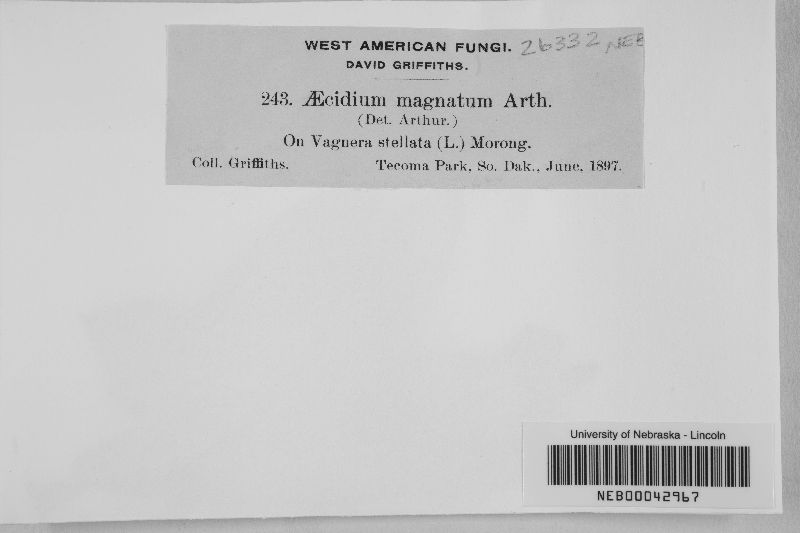 WEST AMERICAN FUNGI. 26332, NEB
DAVID GRIFFITHS.
243. Æcidium magnatum Arth.
(Det. Arthur.)
On Vagnera stellata (L.) Morong.
Coll. Griffiths. Tecoma Park, So. Dak., June, 1897.
University of Nebraska - Lincoln
NEB00042967